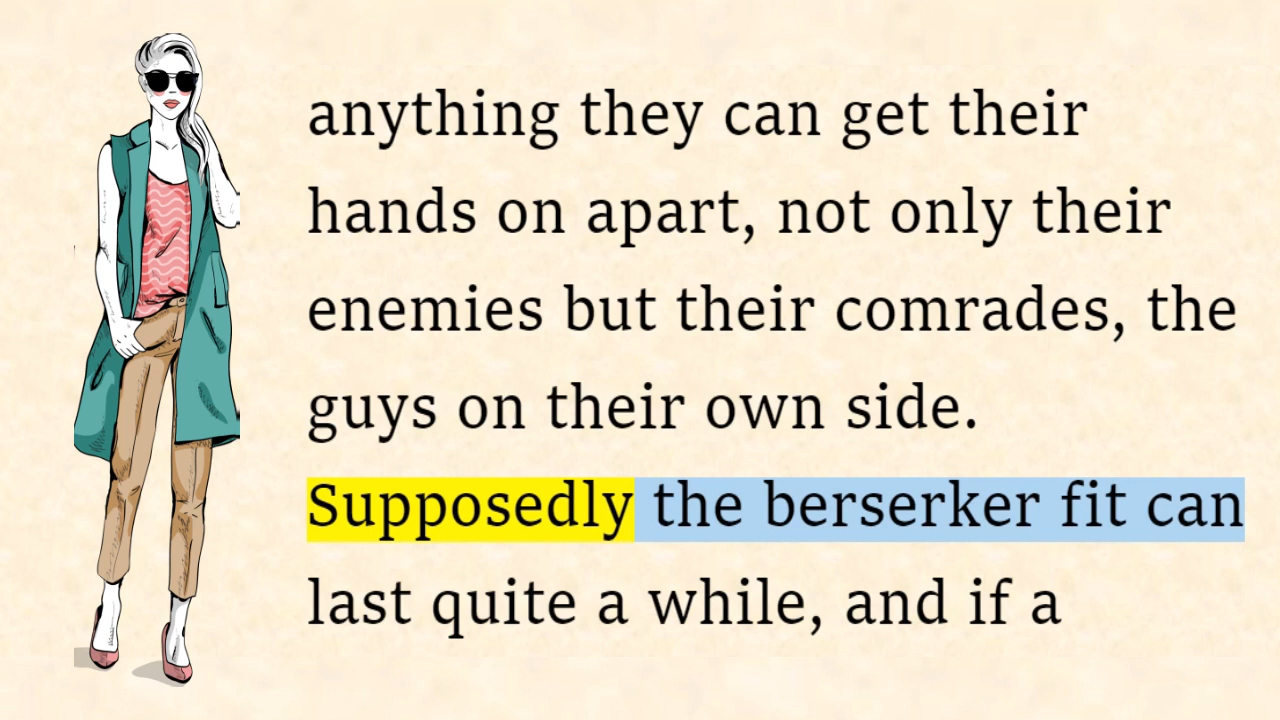 anything they can get their
hands on apart, not only their
enemies but their comrades, the
guys on their own side.
Supposedly the berserker fit can
last quite a while, and if a